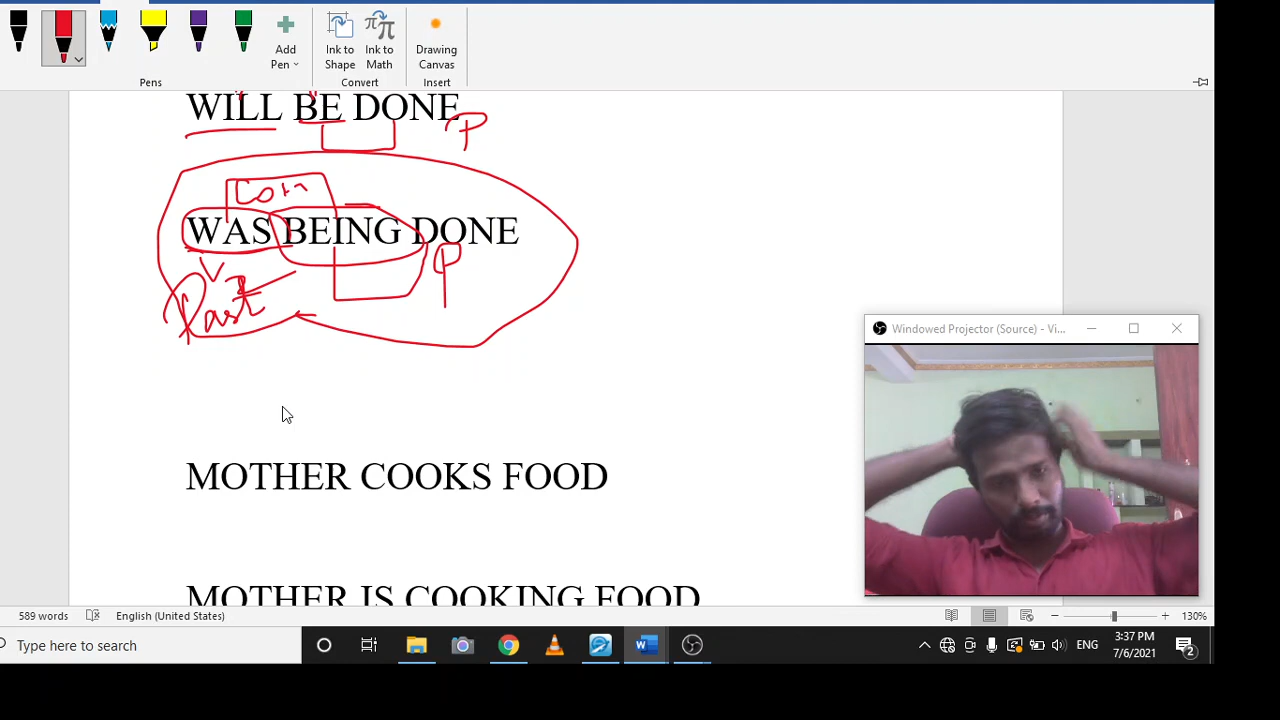 Add Pen
Ink to Shape
Ink to Math
Drawing Canvas
Pens
Convert
Insert
WILL BE DONE
P
Con
WAS BEING DONE
P
Past
MOTHER COOKS FOOD
MOTHER IS COOKING FOOD
Windowed Projector (Source) - Vi...
589 words
English (United States)
130%
Type here to search
ENG
3:37 PM
7/6/2021
2